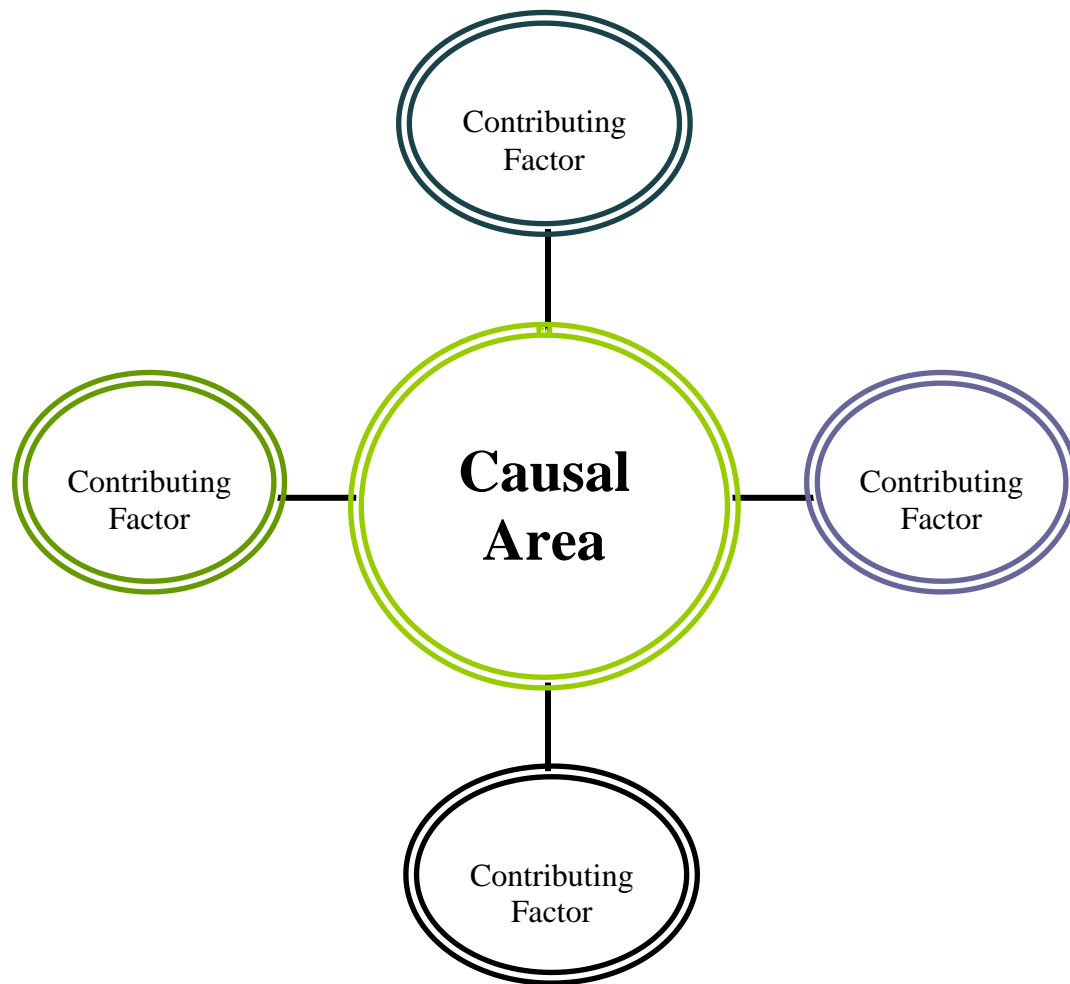 Contributing
Factor
Causal
Area
Contributing
Factor
Contributing
Factor
Contributing
Factor